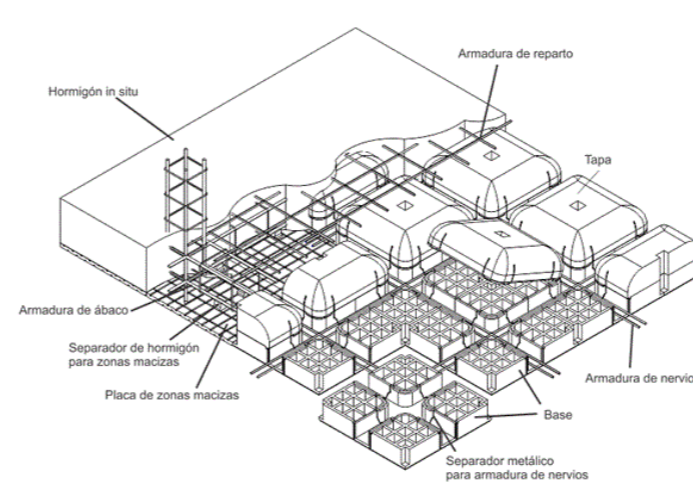 Armadura de reparto
Hormigón in situ
Tapa
Armadura de ábaco
Separador de hormigón
para zonas macizas
Placa de zonas macizas
Armadura de nervio
Base
Separador metálico
para armadura de nervios